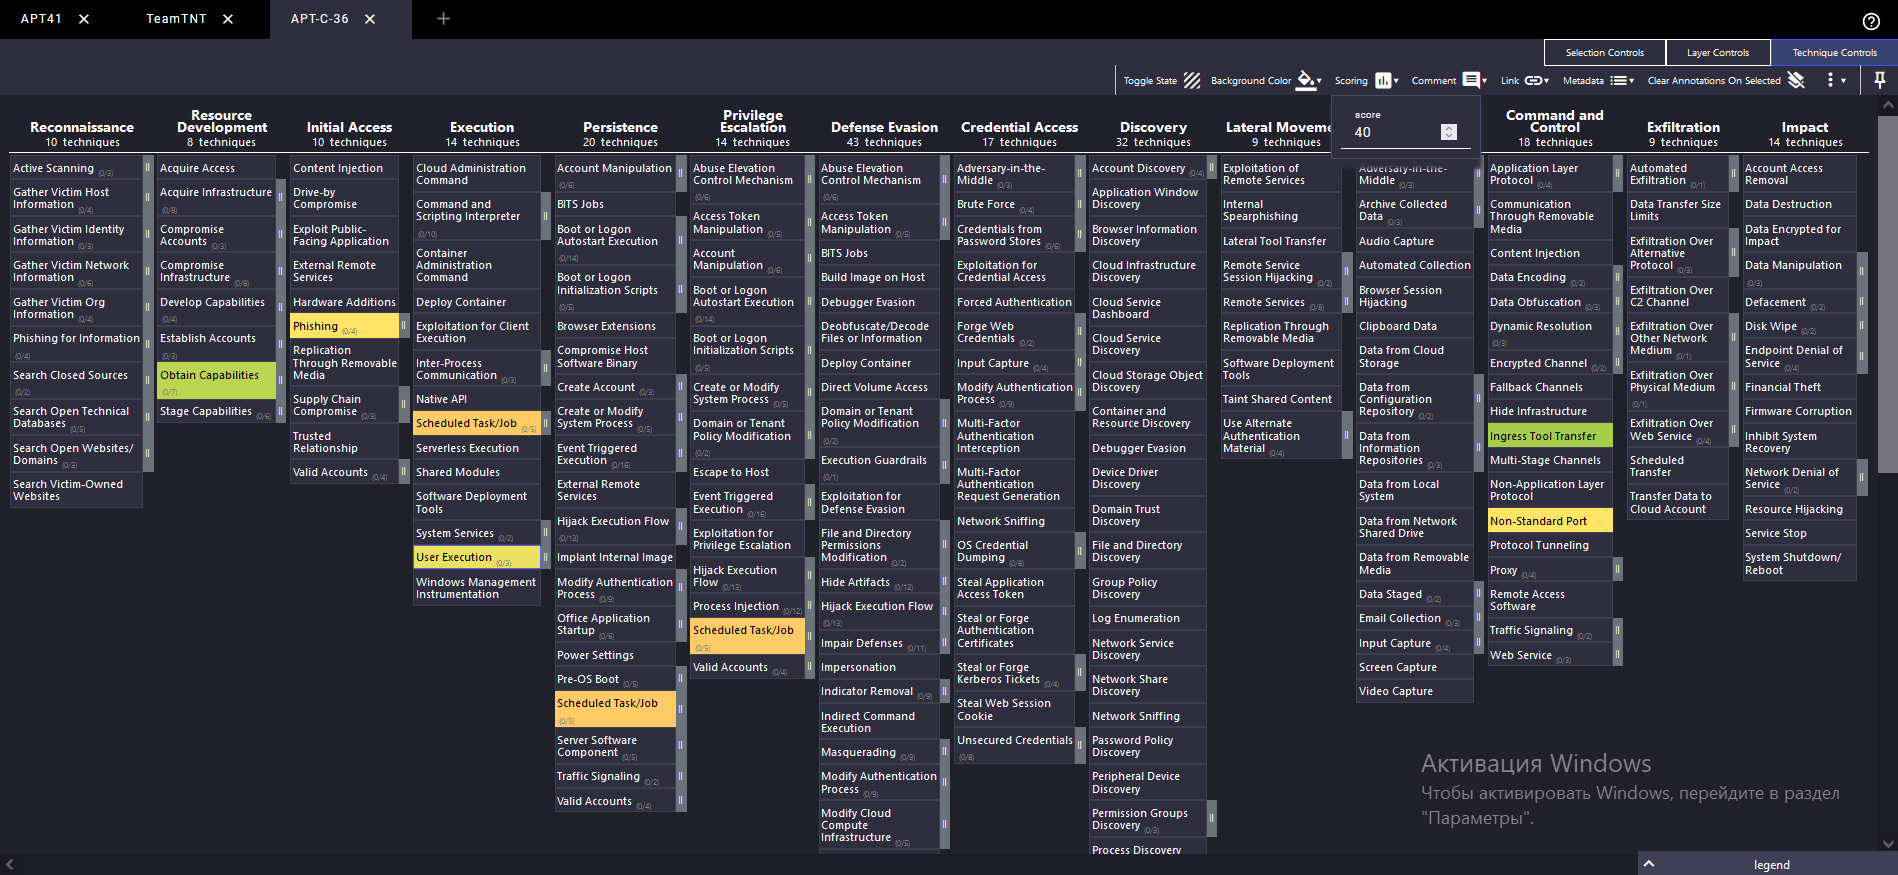 APT41
TeamTNT
APT-C-36
Selection Controls
Layer Controls
Technique Controls
Toggle State
Background Color
Scoring
Comment
Link
Metadata
Clear Annotations On Selected
score
40
Reconnaissance
10 techniques
Active Scanning (0/3)
Gather Victim Host
Information (0/4)
Gather Victim Identity
Information (0/3)
Gather Victim Network
Information (0/6)
Gather Victim Org
Information (0/4)
Phishing for Information
(0/4)
Search Closed Sources
(0/2)
Search Open Technical
Databases (0/5)
Search Open Websites/
Domains (0/3)
Search Victim-Owned
Websites
Resource
Development
8 techniques
Acquire Access
Acquire Infrastructure
(0/8)
Compromise
Accounts (0/3)
Compromise
Infrastructure (0/8)
Develop Capabilities
(0/4)
Establish Accounts
(0/3)
Obtain Capabilities
(0/7)
Stage Capabilities (0/6)
Initial Access
10 techniques
Content Injection
Drive-by
Compromise
Exploit Public-
Facing Application
External Remote
Services
Hardware Additions
Phishing (0/4)
Replication
Through Removable
Media
Supply Chain
Compromise (0/3)
Trusted
Relationship
Valid Accounts (0/4)
Execution
14 techniques
Cloud Administration
Command
Command and
Scripting Interpreter
(0/10)
Container
Administration
Command
Deploy Container
Exploitation for Client
Execution
Inter-Process
Communication (0/3)
Native API
Scheduled Task/Job (0/5)
Serverless Execution
Shared Modules
Software Deployment
Tools
System Services (0/2)
User Execution (0/3)
Windows Management
Instrumentation
Persistence
20 techniques
Account Manipulation
(0/6)
BITS Jobs
Boot or Logon
Autostart Execution
(0/14)
Boot or Logon
Initialization Scripts
(0/5)
Browser Extensions
Compromise Host
Software Binary
Create Account (0/3)
Create or Modify
System Process (0/5)
Event Triggered
Execution (0/16)
External Remote
Services
Hijack Execution Flow
(0/13)
Implant Internal Image
Modify Authentication
Process (0/9)
Office Application
Startup (0/6)
Power Settings
Pre-OS Boot (0/5)
Scheduled Task/Job
(0/5)
Server Software
Component (0/5)
Traffic Signaling (0/2)
Valid Accounts (0/4)
Privilege
Escalation
14 techniques
Abuse Elevation
Control Mechanism
(0/6)
Access Token
Manipulation (0/5)
Account
Manipulation (0/6)
Boot or Logon
Autostart Execution
(0/14)
Boot or Logon
Initialization Scripts
(0/5)
Create or Modify
System Process (0/5)
Domain or Tenant
Policy Modification
(0/2)
Escape to Host
Event Triggered
Execution (0/16)
Exploitation for
Privilege Escalation
Hijack Execution
Flow (0/13)
Process Injection (0/12)
Scheduled Task/Job
(0/5)
Valid Accounts (0/4)
Defense Evasion
43 techniques
Abuse Elevation
Control Mechanism
(0/6)
Access Token
Manipulation (0/5)
BITS Jobs
Build Image on Host
Debugger Evasion
Deobfuscate/Decode
Files or Information
Deploy Container
Direct Volume Access
Domain or Tenant
Policy Modification
(0/2)
Execution Guardrails
(0/1)
Exploitation for
Defense Evasion
File and Directory
Permissions
Modification (0/2)
Hide Artifacts (0/12)
Hijack Execution Flow
(0/13)
Impair Defenses (0/11)
Impersonation
Indicator Removal (0/9)
Indirect Command
Execution
Masquerading (0/9)
Modify Authentication
Process (0/9)
Modify Cloud
Compute
Infrastructure (0/5)
Credential Access
17 techniques
Adversary-in-the-
Middle (0/3)
Brute Force (0/4)
Credentials from
Password Stores (0/6)
Exploitation for
Credential Access
Forced Authentication
Forge Web
Credentials (0/2)
Input Capture (0/4)
Modify Authentication
Process (0/9)
Multi-Factor
Authentication
Interception
Multi-Factor
Authentication
Request Generation
Network Sniffing
OS Credential
Dumping (0/8)
Steal Application
Access Token
Steal or Forge
Authentication
Certificates
Steal or Forge
Kerberos Tickets (0/4)
Steal Web Session
Cookie
Unsecured Credentials
(0/8)
Discovery
32 techniques
Account Discovery (0/4)
Application Window
Discovery
Browser Information
Discovery
Cloud Infrastructure
Discovery
Cloud Service
Dashboard
Cloud Service
Discovery
Cloud Storage Object
Discovery
Container and
Resource Discovery
Debugger Evasion
Device Driver
Discovery
Domain Trust
Discovery
File and Directory
Discovery
Group Policy
Discovery
Log Enumeration
Network Service
Discovery
Network Share
Discovery
Network Sniffing
Password Policy
Discovery
Peripheral Device
Discovery
Permission Groups
Discovery (0/3)
Process Discovery
Lateral Moveme
9 techniques
Exploitation of
Remote Services
Internal
Spearphishing
Lateral Tool Transfer
Remote Service
Session Hijacking (0/2)
Remote Services (0/8)
Replication Through
Removable Media
Software Deployment
Tools
Taint Shared Content
Use Alternate
Authentication
Material (0/4)
Adversary-in-the-
Middle (0/3)
Archive Collected
Data (0/3)
Audio Capture
Automated Collection
Browser Session
Hijacking
Clipboard Data
Data from Cloud
Storage
Data from
Configuration
Repository (0/2)
Data from
Information
Repositories (0/3)
Data from Local
System
Data from Network
Shared Drive
Data from Removable
Media
Data Staged (0/2)
Email Collection (0/3)
Input Capture (0/4)
Screen Capture
Video Capture
Command and
Control
18 techniques
Application Layer
Protocol (0/4)
Communication
Through Removable
Media
Content Injection
Data Encoding (0/2)
Data Obfuscation (0/3)
Dynamic Resolution
(0/3)
Encrypted Channel (0/2)
Fallback Channels
Hide Infrastructure
Ingress Tool Transfer
Multi-Stage Channels
Non-Application Layer
Protocol
Non-Standard Port
Protocol Tunneling
Proxy (0/4)
Remote Access
Software
Traffic Signaling (0/2)
Web Service (0/3)
Exfiltration
9 techniques
Automated
Exfiltration (0/1)
Data Transfer Size
Limits
Exfiltration Over
Alternative
Protocol (0/3)
Exfiltration Over
C2 Channel
Exfiltration Over
Other Network
Medium (0/1)
Exfiltration Over
Physical Medium
(0/1)
Exfiltration Over
Web Service (0/4)
Scheduled
Transfer
Transfer Data to
Cloud Account
Impact
14 techniques
Account Access
Removal
Data Destruction
Data Encrypted for
Impact
Data Manipulation
(0/3)
Defacement (0/2)
Disk Wipe (0/2)
Endpoint Denial of
Service (0/4)
Financial Theft
Firmware Corruption
Inhibit System
Recovery
Network Denial of
Service (0/2)
Resource Hijacking
Service Stop
System Shutdown/
Reboot
Активация Windows
Чтобы активировать Windows, перейдите в раздел
"Параметры".
legend